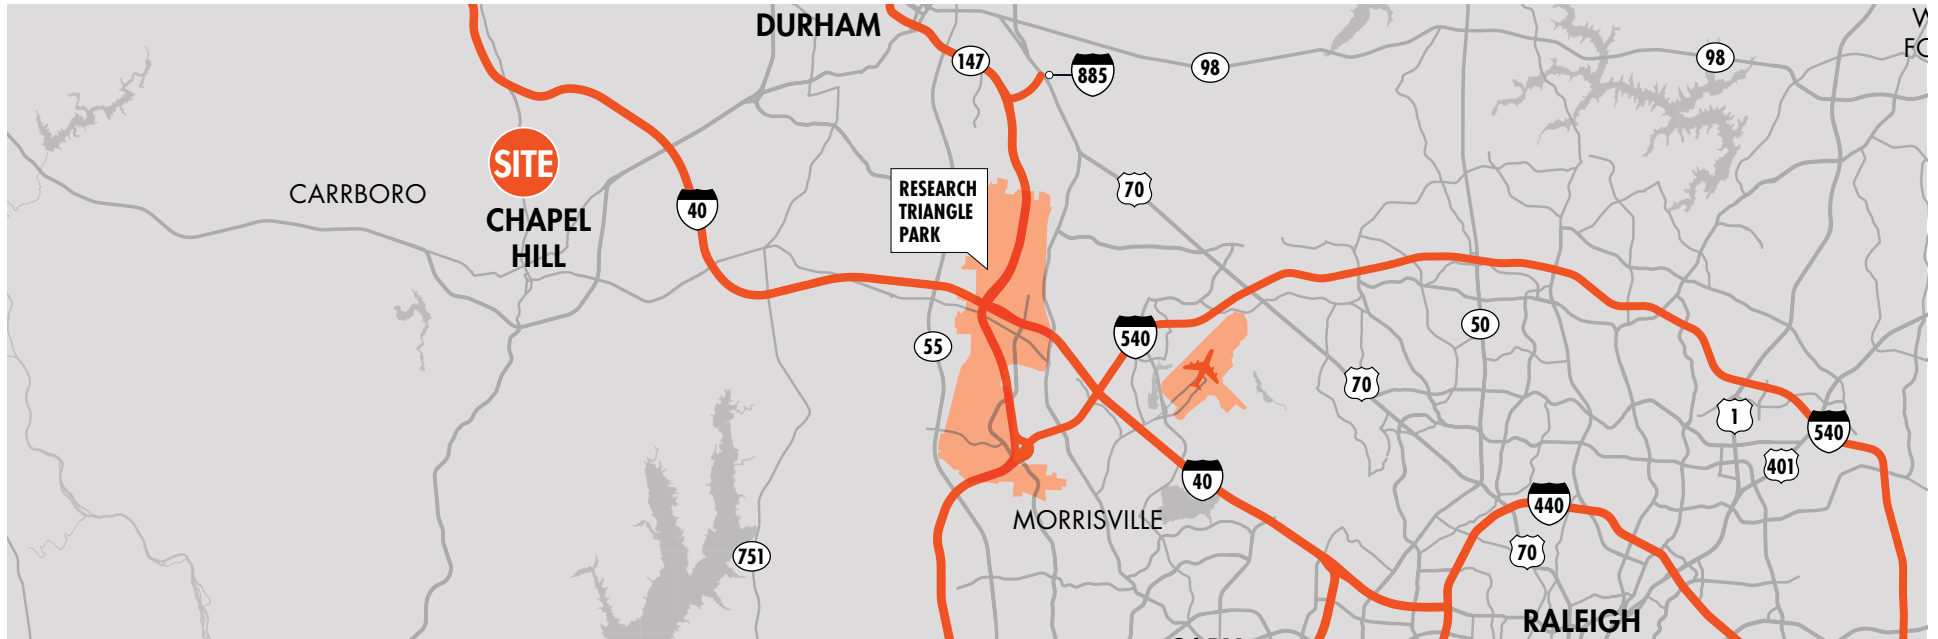 DURHAM
147
885
98
98
SITE
CARRBORO
CHAPEL
HILL
40
RESEARCH
TRIANGLE
PARK
70
55
540
50
70
1
540
401
40
440
MORRISVILLE
751
70
RALEIGH